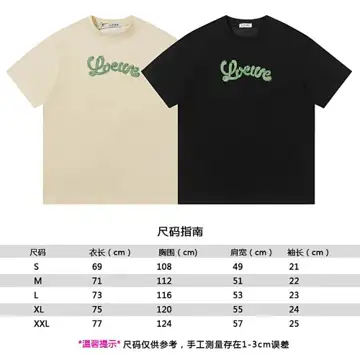 Loewe
Loewe
尺码指南
尺码 衣长(cm) 胸围(cm) 肩宽(cm) 袖长(cm)
S 69 108 49 21
M 71 112 51 22
L 73 116 53 23
XL 75 120 55 24
XXL 77 124 57 25
*温馨提示* 尺码仅供参考，手工测量存在1-3cm误差